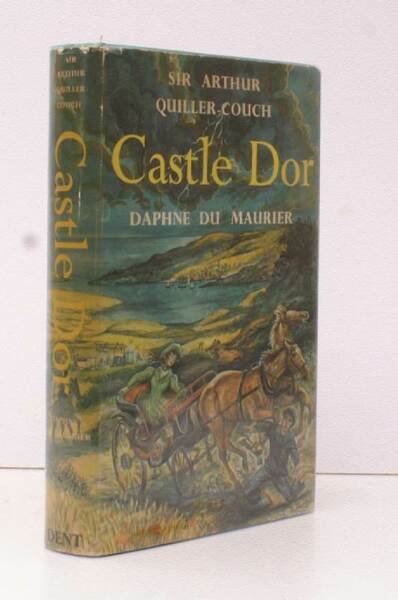 SIR ARTHUR
QUILLER-COUCH
Castle Dor
DAPHNE DU MAURIER
SIR
ARTHUR
QUILLER
COUCH
Castle Dor
DENT